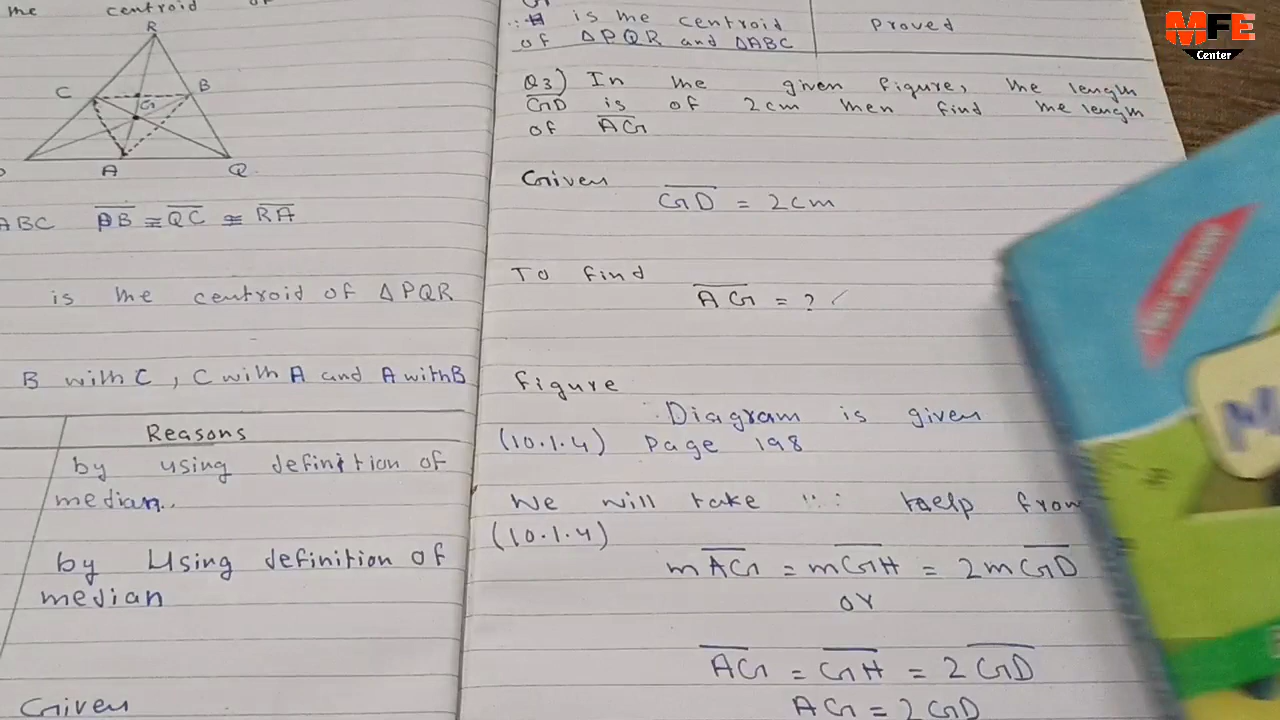 the centroid of
R
C
B
G
A
Q
ABC PB ≅ QC ≅ RA
is the centroid of ΔPQR
B with C, C with A and A with B
Reasons
by using definition of
median..
by Using definition of
median
Given
∴ is the centroid
of ΔPQR and ΔABC
Proved
Q3) In the given figure, the length
GD is of 2cm then find the length
of AG
Given
GD = 2cm
To find
AG = ?
figure
Diagram is given
(10.1.4) Page 198
We will take help from
(10.1.4)
mAG = mGH = 2mGD
or
AG = GH = 2GD
AG = 2GD
MFE
Center
M